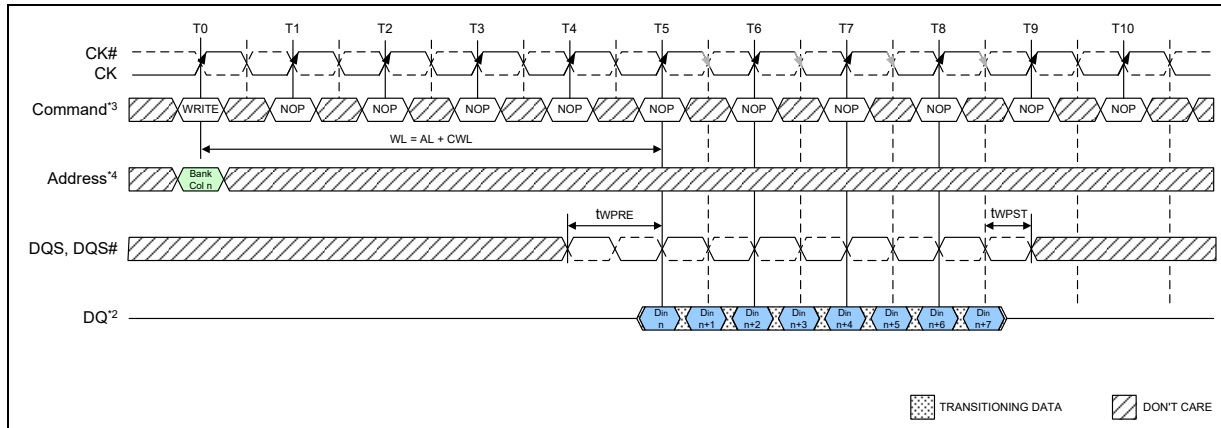 T0 T1 T2 T3 T4 T5 T6 T7 T8 T9 T10
CK#
CK
Command*3 WRITE NOP NOP NOP NOP NOP NOP NOP NOP NOP NOP
WL = AL + CWL
Address*4 Bank
Col n
tWPRE tWPST
DQS, DQS#
DQ*2 Din Din Din Din Din Din Din Din
n n+1 n+2 n+3 n+4 n+5 n+6 n+7
TRANSITIONING DATA DON'T CARE